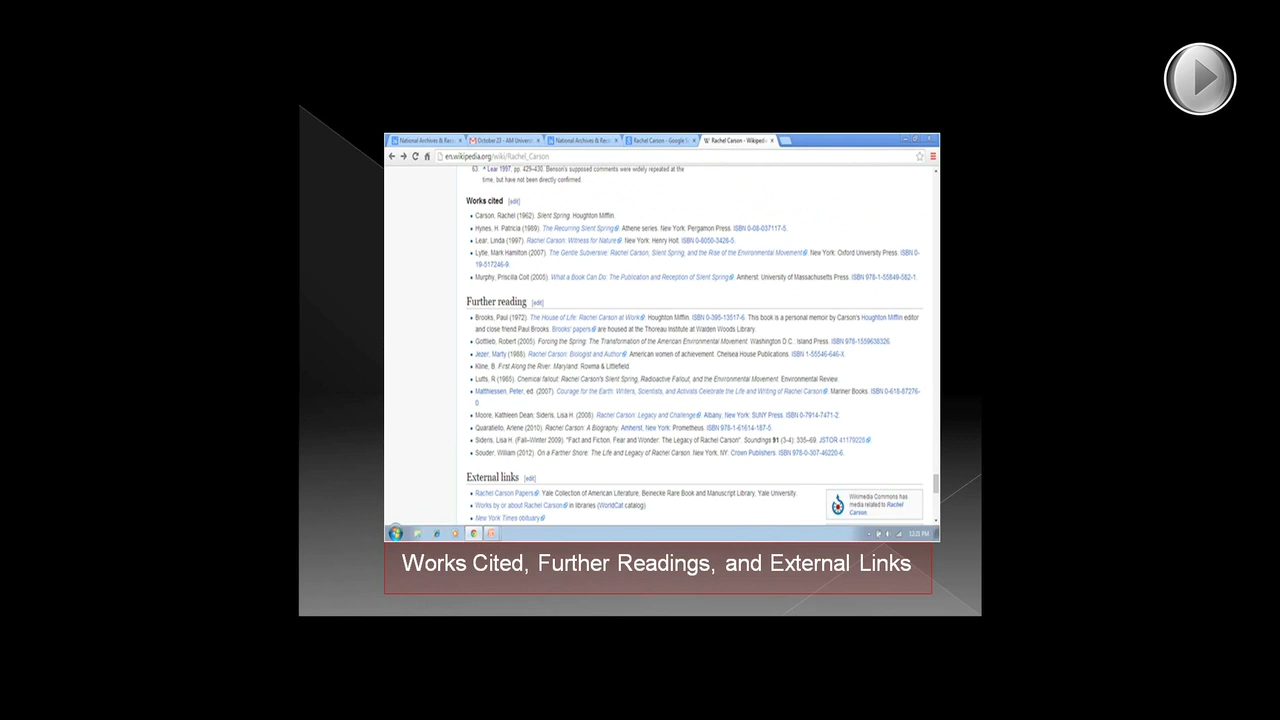 National Archives & Rec
October 23 - AM Universi
National Archives & Rec
Rachel Carson - Google S
Rachel Carson - Wikipedi
en.wikipedia.org/wiki/Rachel_Carson
63. ^ Lear 1997, pp. 429–430. Benson's supposed comments were widely repeated at the
time, but have not been directly confirmed.
Works cited [edit]
Carson, Rachel (1962). Silent Spring. Houghton Mifflin.
Hynes, H. Patricia (1989). The Recurring Silent Spring. Athene series. New York: Pergamon Press. ISBN 0-08-037117-5.
Lear, Linda (1997). Rachel Carson: Witness for Nature. New York: Henry Holt. ISBN 0-8050-3428-5.
Lytle, Mark Hamilton (2007). The Gentle Subversive: Rachel Carson, Silent Spring, and the Rise of the Environmental Movement. New York: Oxford University Press. ISBN 0-
19-517246-9.
Murphy, Priscilla Coit (2005). What a Book Can Do: The Publication and Reception of Silent Spring. Amherst: University of Massachusetts Press. ISBN 978-1-55849-582-1.
Further reading [edit]
Brooks, Paul (1972). The House of Life: Rachel Carson at Work. Houghton Mifflin. ISBN 0-395-13517-6. This book is a personal memoir by Carson's Houghton Mifflin editor
and close friend Paul Brooks. Brooks' papers are housed at the Thoreau Institute at Walden Woods Library.
Gottlieb, Robert (2005). Forcing the Spring: The Transformation of the American Environmental Movement. Washington D.C.: Island Press. ISBN 978-1559638326.
Jezer, Marty (1988). Rachel Carson: Biologist and Author. American women of achievement. Chelsea House Publications. ISBN 1-55546-646-X.
Kline, B. First Along the River. Maryland: Rowma & Littlefield.
Lutts, R (1985). Chemical fallout: Rachel Carson's Silent Spring, Radioactive Fallout, and the Environmental Movement. Environmental Review.
Matthiessen, Peter, ed. (2007). Courage for the Earth: Writers, Scientists, and Activists Celebrate the Life and Writing of Rachel Carson. Mariner Books. ISBN 0-618-87276-
0.
Moore, Kathleen Dean; Sideris, Lisa H. (2008). Rachel Carson: Legacy and Challenge. Albany, New York: SUNY Press. ISBN 0-7914-7471-2.
Quaratiello, Arlene (2010). Rachel Carson: A Biography. Amherst, New York: Prometheus. ISBN 978-1-61614-187-5.
Sideris, Lisa H. (Fall–Winter 2009). "Fact and Fiction, Fear and Wonder: The Legacy of Rachel Carson". Soundings 91 (3-4): 335–69. JSTOR 41179228.
Souder, William (2012). On a Farther Shore: The Life and Legacy of Rachel Carson. New York, NY: Crown Publishers. ISBN 978-0-307-46220-6.
External links [edit]
Rachel Carson Papers. Yale Collection of American Literature, Beinecke Rare Book and Manuscript Library, Yale University.
Works by or about Rachel Carson in libraries (WorldCat catalog)
New York Times obituary
Wikimedia Commons has
media related to Rachel
Carson.
Works Cited, Further Readings, and External Links